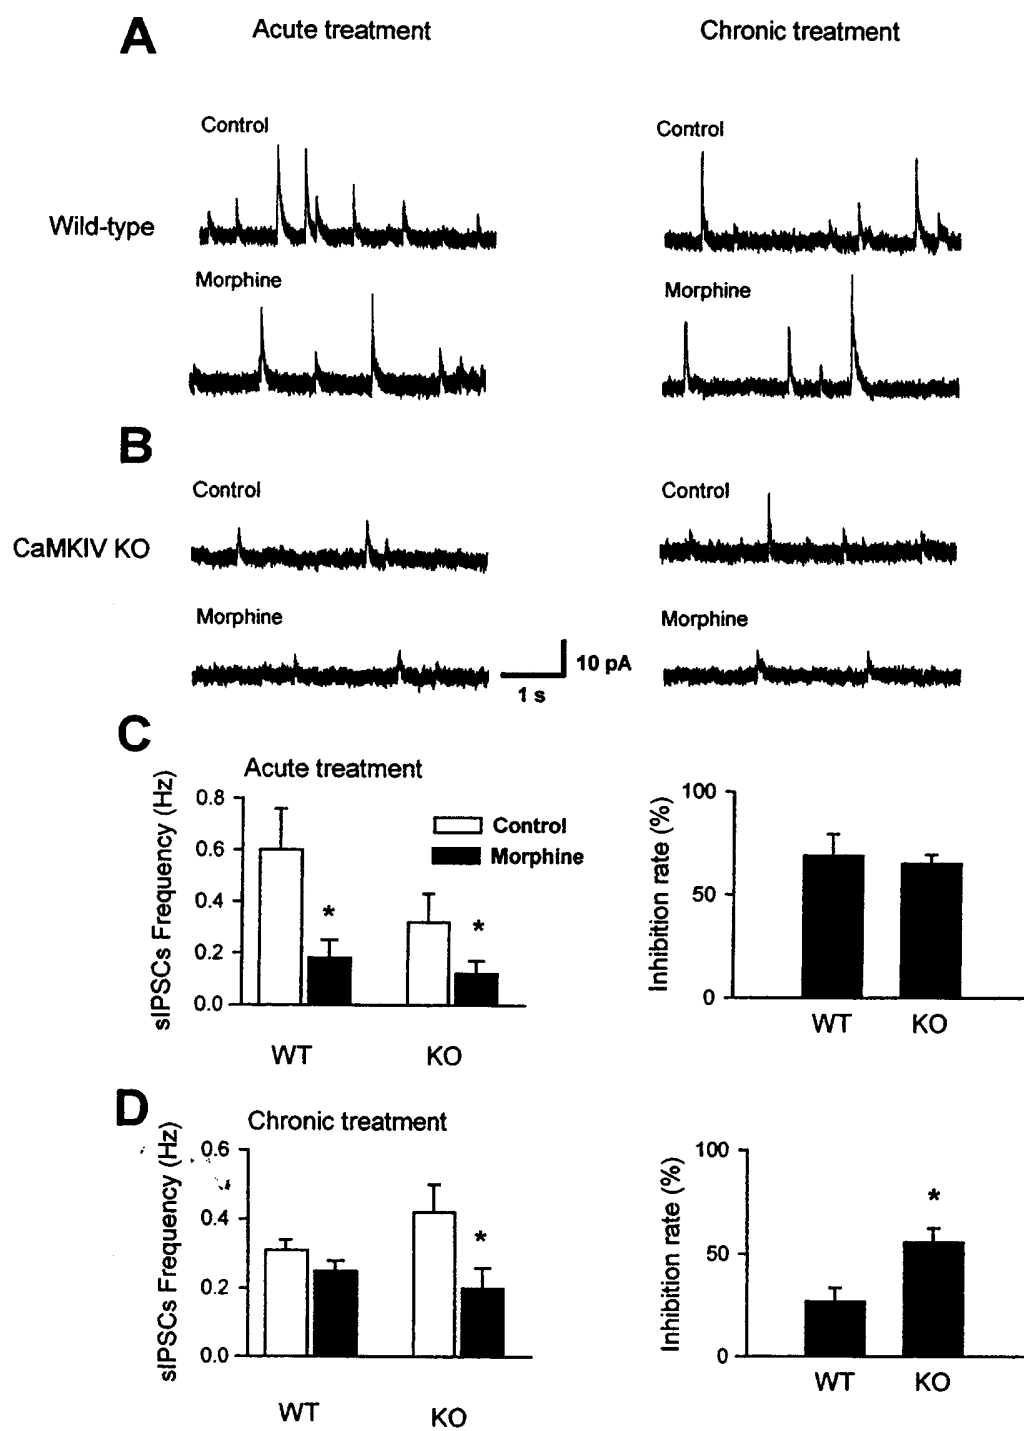 A
Acute treatment
Chronic treatment
Control
Control
Wild-type
Morphine
Morphine
B
Control
Control
CaMKIV KO
Morphine
Morphine
10 pA
1 s
C
Acute treatment
sIPSCs Frequency (Hz)
0.8
0.6
0.4
0.2
0.0
Control
Morphine
*
*
WT
KO
Inhibition rate (%)
100
50
0
WT
KO
D
Chronic treatment
sIPSCs Frequency (Hz)
0.6
0.4
0.2
0.0
*
WT
KO
Inhibition rate (%)
100
50
0
*
WT
KO